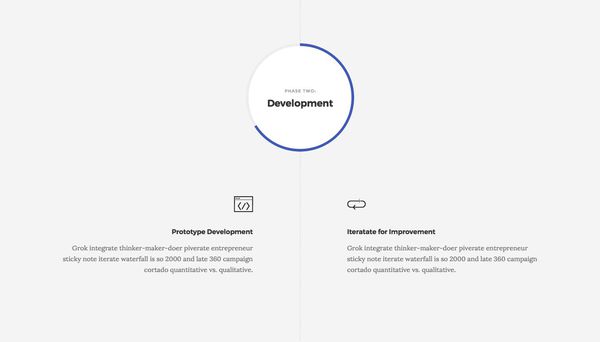 PHASE TWO:
Development
Prototype Development
Grok integrate thinker-maker-doer piverate entrepreneur
sticky note iterate waterfall is so 2000 and late 360 campaign
cortado quantitative vs. qualitative.
Iteratate for Improvement
Grok integrate thinker-maker-doer piverate entrepreneur
sticky note iterate waterfall is so 2000 and late 360 campaign
cortado quantitative vs. qualitative.